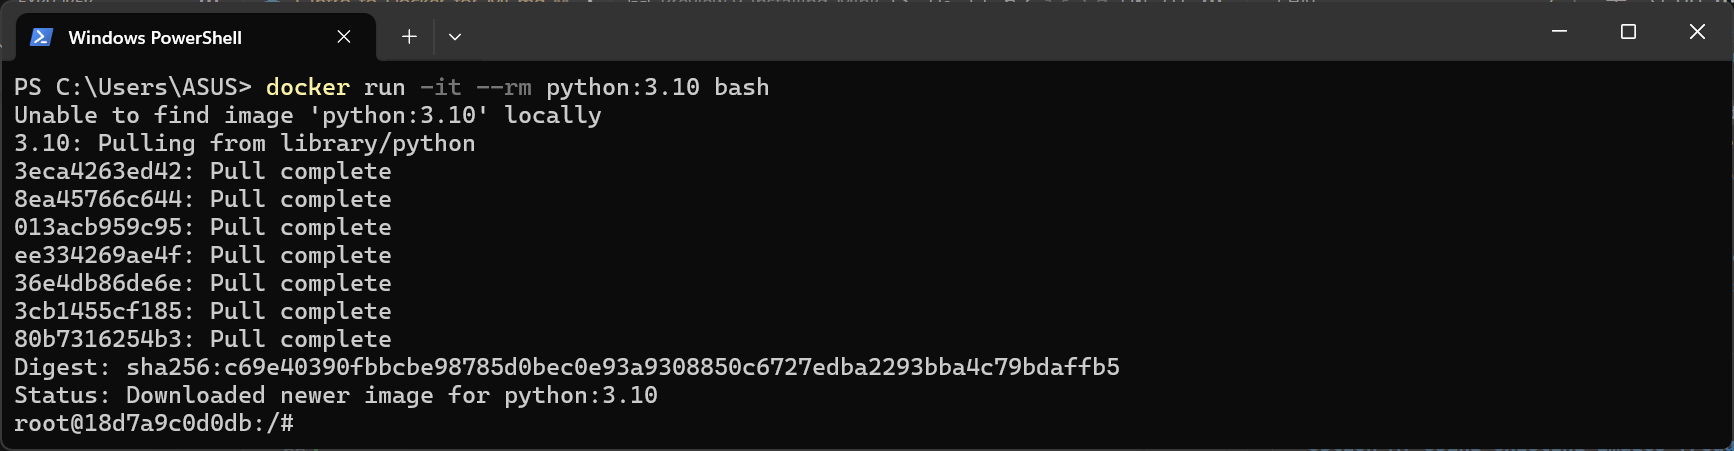 Windows PowerShell
PS C:\Users\ASUS> docker run -it --rm python:3.10 bash
Unable to find image 'python:3.10' locally
3.10: Pulling from library/python
3eca4263ed42: Pull complete
8ea45766c644: Pull complete
013acb959c95: Pull complete
ee334269ae4f: Pull complete
36e4db86de6e: Pull complete
3cb1455cf185: Pull complete
80b7316254b3: Pull complete
Digest: sha256:c69e40390fbbcbe98785d0bec0e93a9308850c6727edba2293bba4c79bdaffb5
Status: Downloaded newer image for python:3.10
root@18d7a9c0d0db:/#